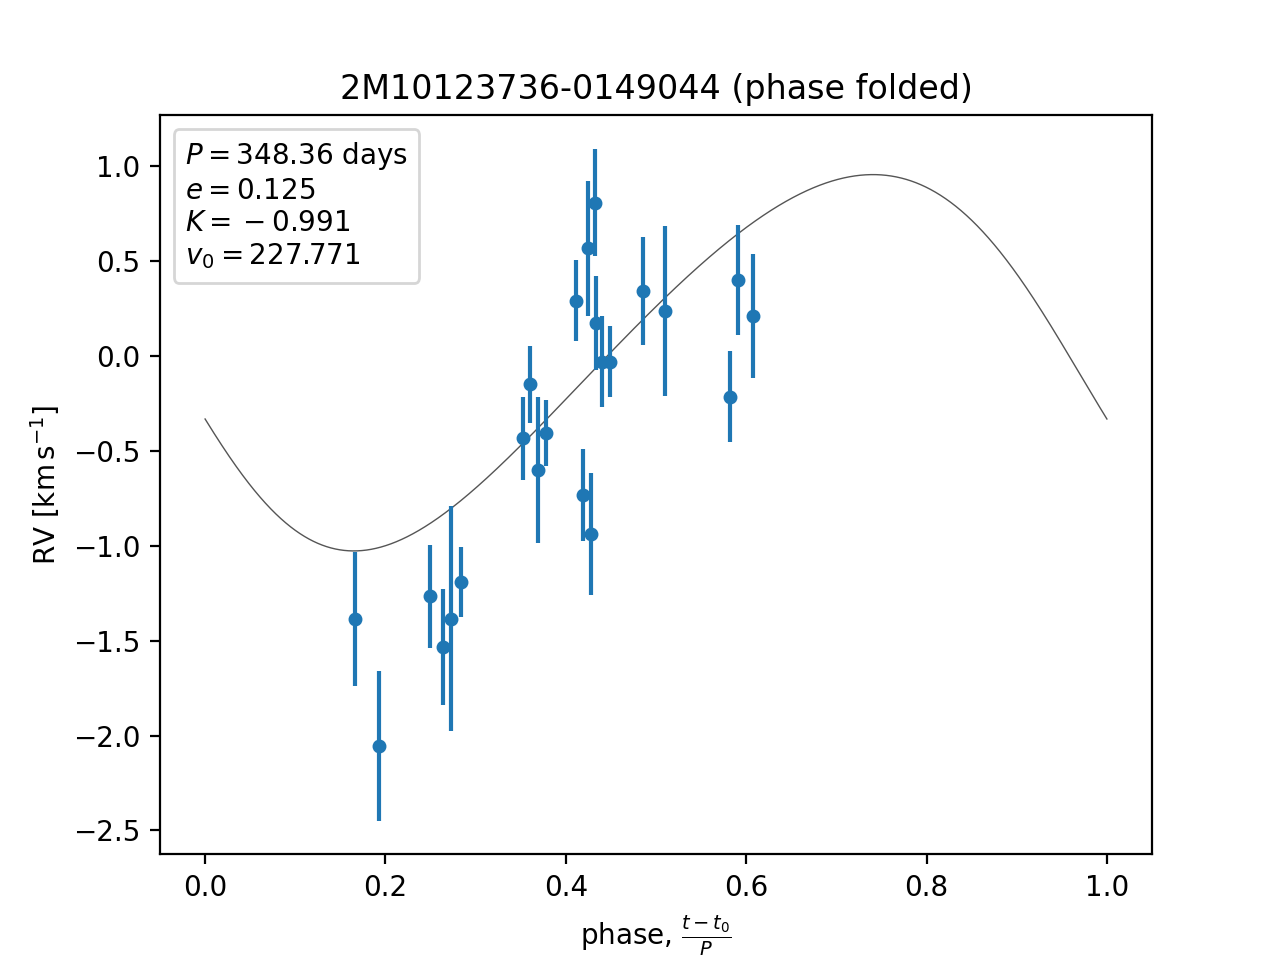 2M10123736-0149044 (phase folded)
P = 348.36 days
e = 0.125
K = −0.991
v₀ = 227.771
1.0
0.5
0.0
−0.5
−1.0
−1.5
−2.0
−2.5
RV [km s⁻¹]
0.0 0.2 0.4 0.6 0.8 1.0
phase, (t − t₀)/P